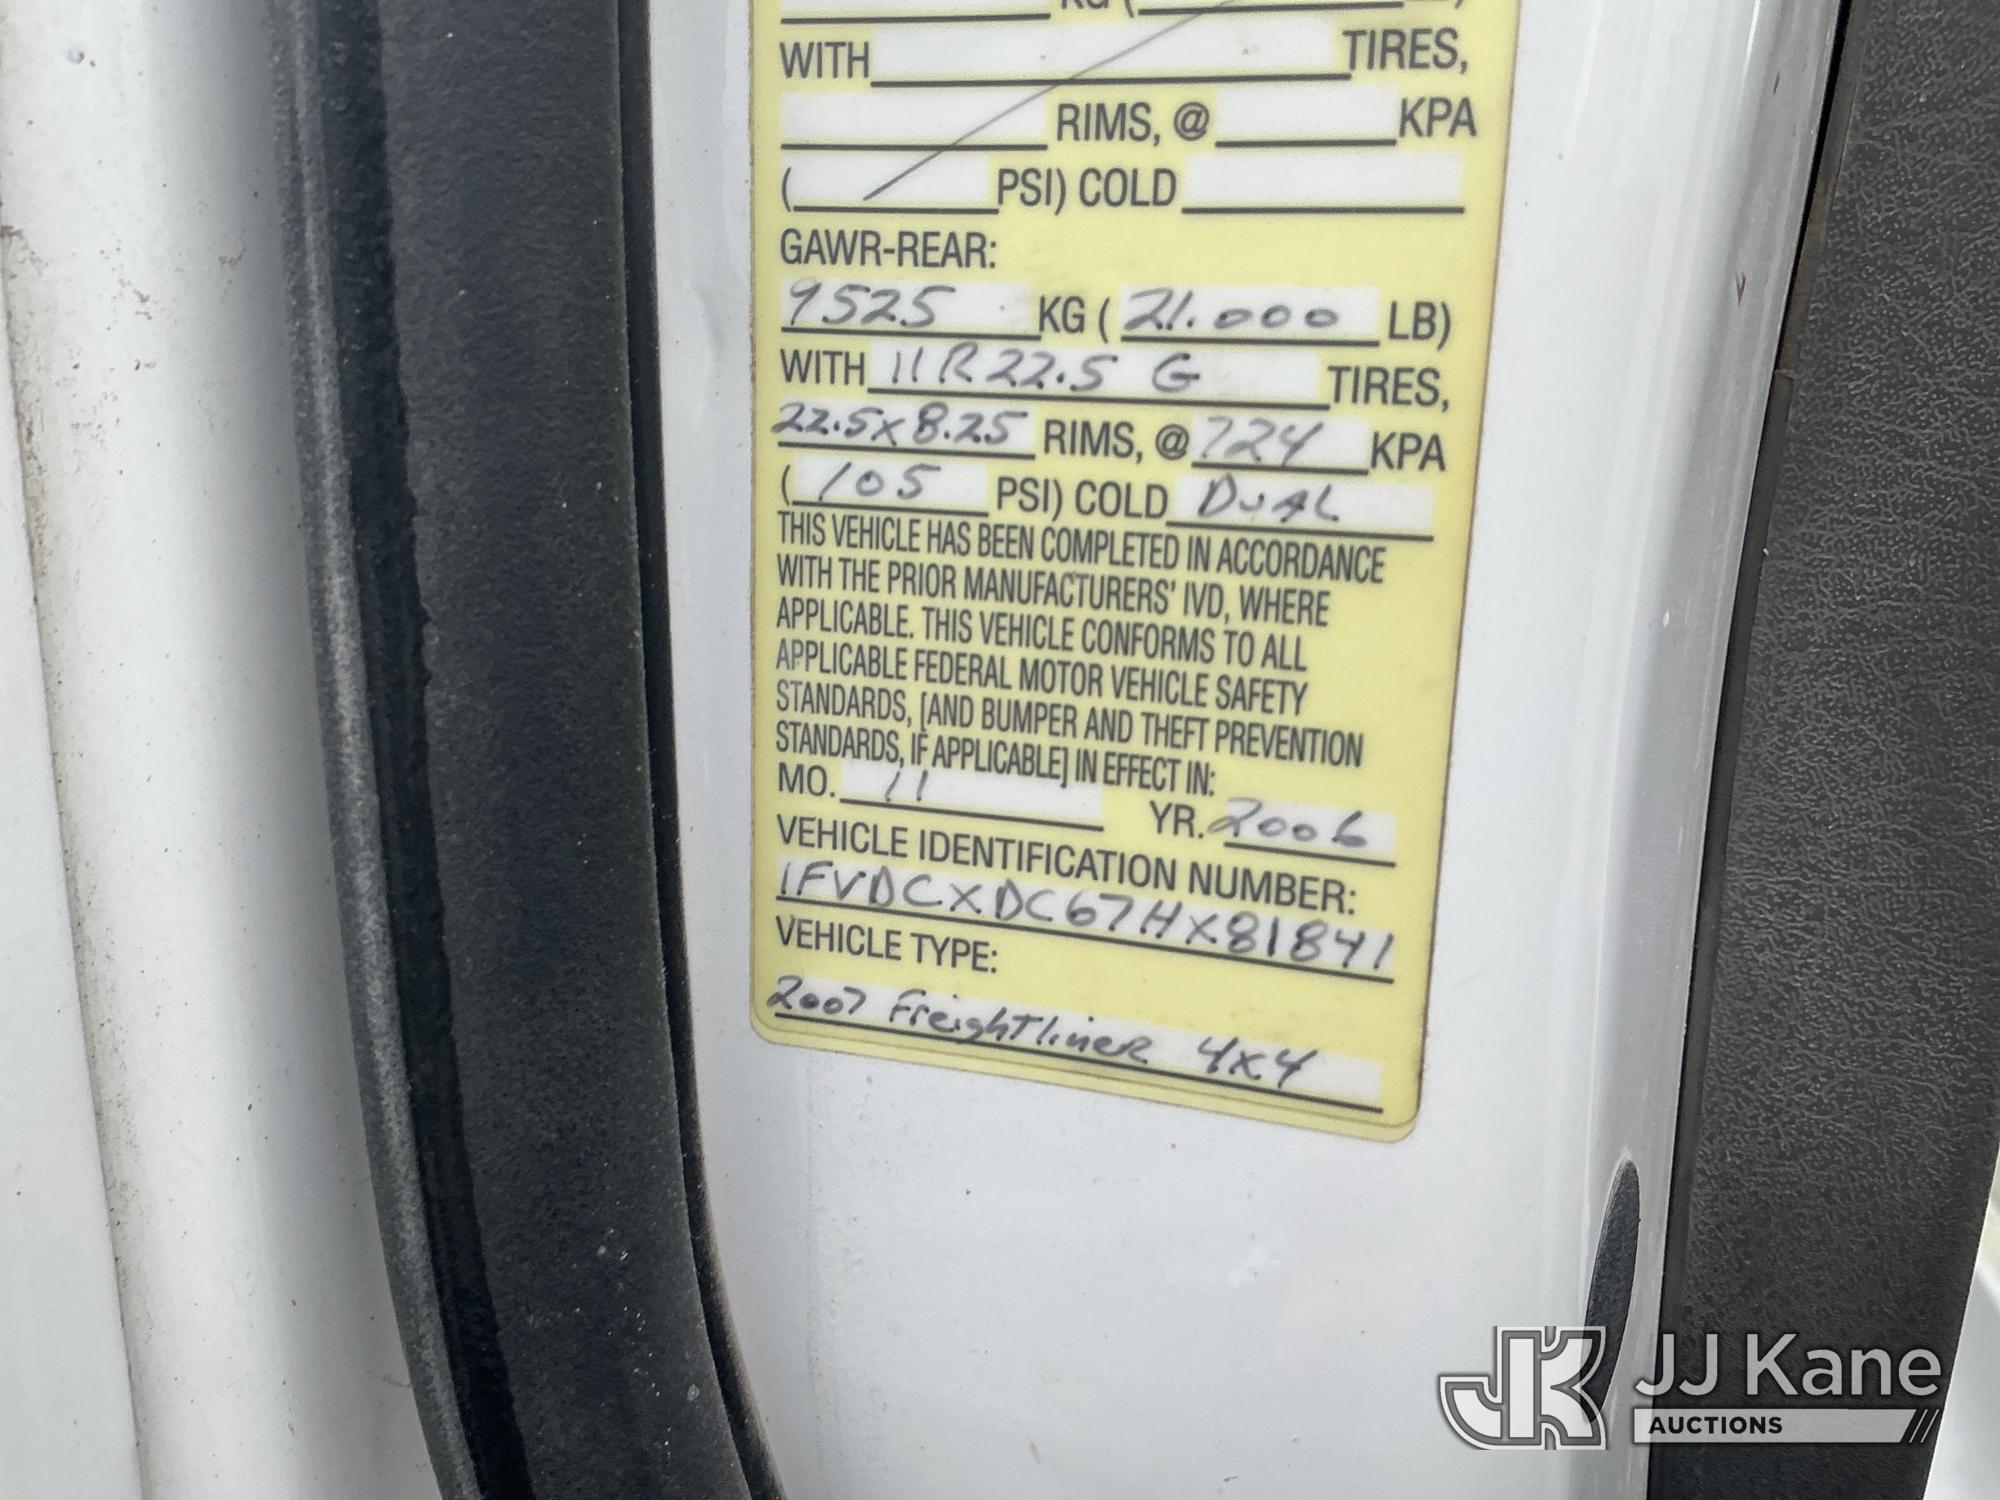 WITH TIRES,
RIMS, @ KPA
( PSI) COLD
GAWR-REAR:
9525 KG ( 21.000 LB)
WITH 11R22.5 G TIRES,
22.5x8.25 RIMS, @ 724 KPA
( 105 PSI) COLD DUAL
THIS VEHICLE HAS BEEN COMPLETED IN ACCORDANCE
WITH THE PRIOR MANUFACTURERS' IVD, WHERE
APPLICABLE. THIS VEHICLE CONFORMS TO ALL
APPLICABLE FEDERAL MOTOR VEHICLE SAFETY
STANDARDS, [AND BUMPER AND THEFT PREVENTION
STANDARDS, IF APPLICABLE] IN EFFECT IN:
MO. 11 YR. 2006
VEHICLE IDENTIFICATION NUMBER:
1FVDCXDC67HX81841
VEHICLE TYPE:
2007 FreighTliner 4x4
JK JJ Kane
AUCTIONS